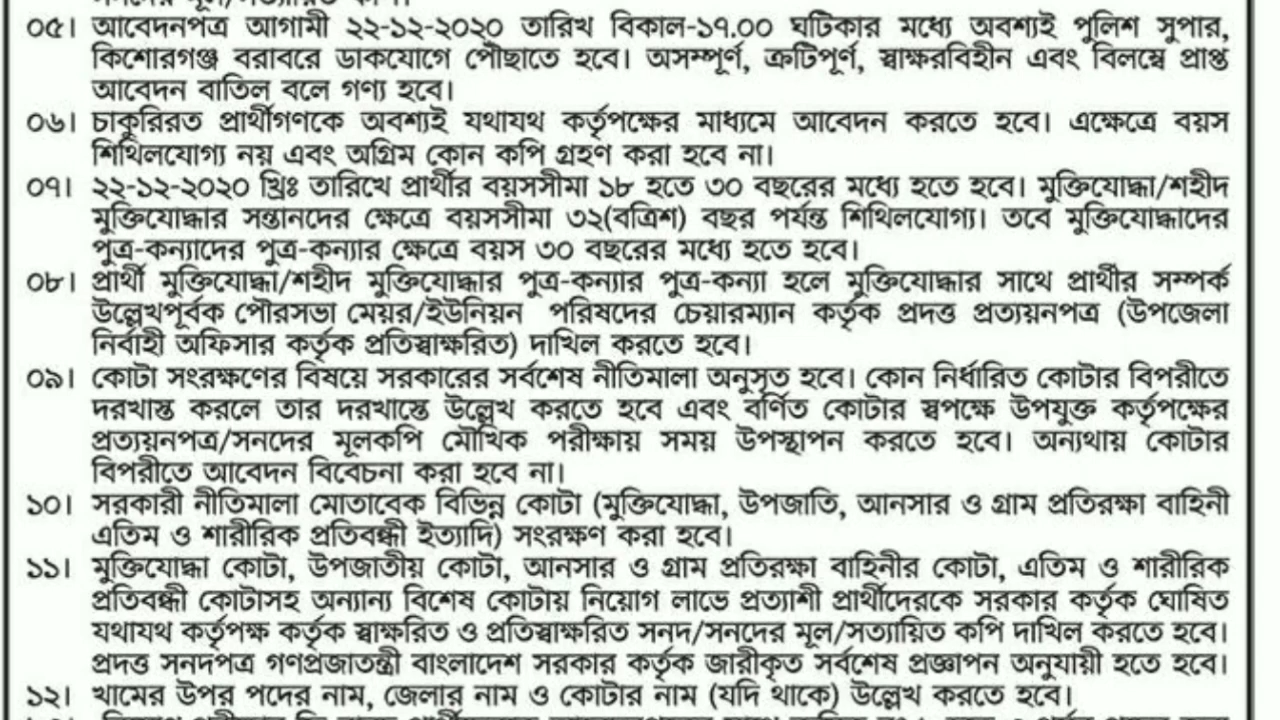 ০৫। আবেদনপত্র আগামী ২২-১২-২০২০ তারিখ বিকাল-১৭.০০ ঘটিকার মধ্যে অবশ্যই পুলিশ সুপার,
কিশোরগঞ্জ বরাবরে ডাকযোগে পৌঁছাতে হবে। অসম্পূর্ণ, ত্রুটিপূর্ণ, স্বাক্ষরবিহীন এবং বিলম্বে প্রাপ্ত
আবেদন বাতিল বলে গণ্য হবে।
০৬। চাকুরিরত প্রার্থীগণকে অবশ্যই যথাযথ কর্তৃপক্ষের মাধ্যমে আবেদন করতে হবে। এক্ষেত্রে বয়স
শিথিলযোগ্য নয় এবং অগ্রিম কোন কপি গ্রহণ করা হবে না।
০৭। ২২-১২-২০২০ খ্রিঃ তারিখে প্রার্থীর বয়সসীমা ১৮ হতে ৩০ বছরের মধ্যে হতে হবে। মুক্তিযোদ্ধা/শহীদ
মুক্তিযোদ্ধার সন্তানদের ক্ষেত্রে বয়সসীমা ৩২(বত্রিশ) বছর পর্যন্ত শিথিলযোগ্য। তবে মুক্তিযোদ্ধাদের
পুত্র-কন্যাদের পুত্র-কন্যার ক্ষেত্রে বয়স ৩০ বছরের মধ্যে হতে হবে।
০৮। প্রার্থী মুক্তিযোদ্ধা/শহীদ মুক্তিযোদ্ধার পুত্র-কন্যার পুত্র-কন্যা হলে মুক্তিযোদ্ধার সাথে প্রার্থীর সম্পর্ক
উল্লেখপূর্বক পৌরসভা মেয়র/ইউনিয়ন পরিষদের চেয়ারম্যান কর্তৃক প্রদত্ত প্রত্যয়নপত্র (উপজেলা
নির্বাহী অফিসার কর্তৃক প্রতিস্বাক্ষরিত) দাখিল করতে হবে।
০৯। কোটা সংরক্ষণের বিষয়ে সরকারের সর্বশেষ নীতিমালা অনুসৃত হবে। কোন নির্ধারিত কোটার বিপরীতে
দরখাস্ত করলে তার দরখাস্তে উল্লেখ করতে হবে এবং বর্ণিত কোটার স্বপক্ষে উপযুক্ত কর্তৃপক্ষের
প্রত্যয়নপত্র/সনদের মূলকপি মৌখিক পরীক্ষায় সময় উপস্থাপন করতে হবে। অন্যথায় কোটার
বিপরীতে আবেদন বিবেচনা করা হবে না।
১০। সরকারী নীতিমালা মোতাবেক বিভিন্ন কোটা (মুক্তিযোদ্ধা, উপজাতি, আনসার ও গ্রাম প্রতিরক্ষা বাহিনী
এতিম ও শারীরিক প্রতিবন্ধী ইত্যাদি) সংরক্ষণ করা হবে।
১১। মুক্তিযোদ্ধা কোটা, উপজাতীয় কোটা, আনসার ও গ্রাম প্রতিরক্ষা বাহিনীর কোটা, এতিম ও শারীরিক
প্রতিবন্ধী কোটাসহ অন্যান্য বিশেষ কোটায় নিয়োগ লাভে প্রত্যাশী প্রার্থীদেরকে সরকার কর্তৃক ঘোষিত
যথাযথ কর্তৃপক্ষ কর্তৃক স্বাক্ষরিত ও প্রতিস্বাক্ষরিত সনদ/সনদের মূল/সত্যায়িত কপি দাখিল করতে হবে।
প্রদত্ত সনদপত্র গণপ্রজাতন্ত্রী বাংলাদেশ সরকার কর্তৃক জারীকৃত সর্বশেষ প্রজ্ঞাপন অনুযায়ী হতে হবে।
১২। খামের উপর পদের নাম, জেলার নাম ও কোটার নাম (যদি থাকে) উল্লেখ করতে হবে।